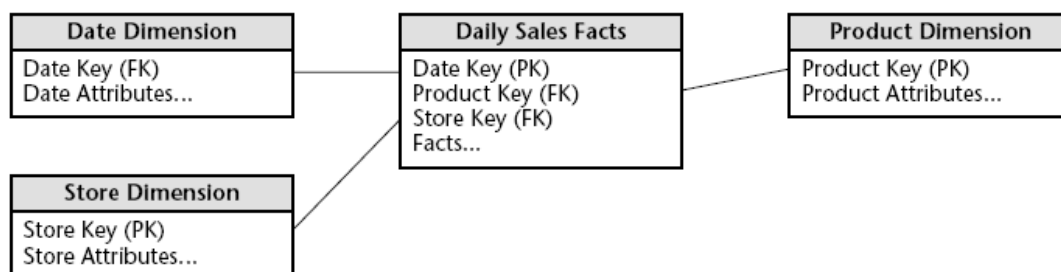 Date Dimension
Date Key (FK)
Date Attributes...
Daily Sales Facts
Date Key (PK)
Product Key (FK)
Store Key (FK)
Facts...
Product Dimension
Product Key (PK)
Product Attributes...
Store Dimension
Store Key (PK)
Store Attributes...